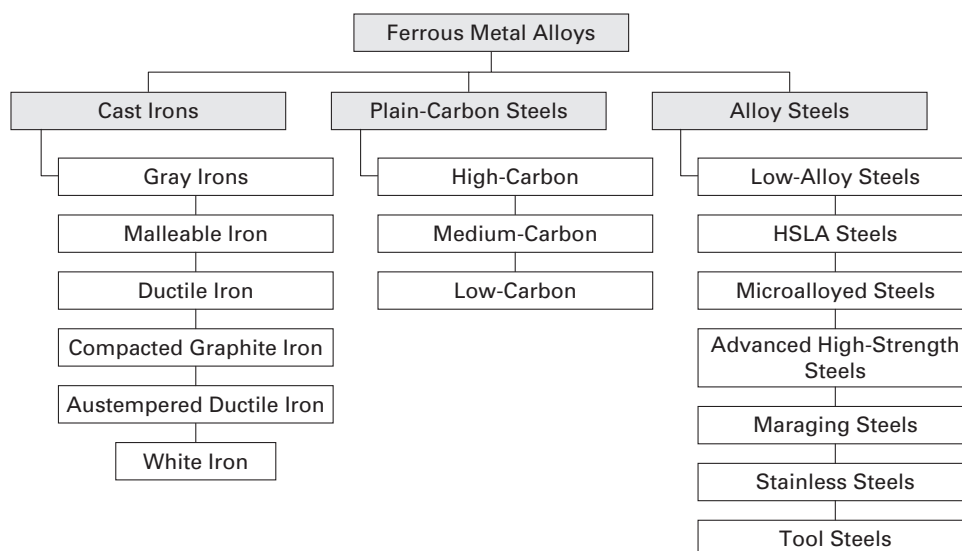 Ferrous Metal Alloys
Cast Irons
Gray Irons
Malleable Iron
Ductile Iron
Compacted Graphite Iron
Austempered Ductile Iron
White Iron
Plain-Carbon Steels
High-Carbon
Medium-Carbon
Low-Carbon
Alloy Steels
Low-Alloy Steels
HSLA Steels
Microalloyed Steels
Advanced High-Strength
Steels
Maraging Steels
Stainless Steels
Tool Steels